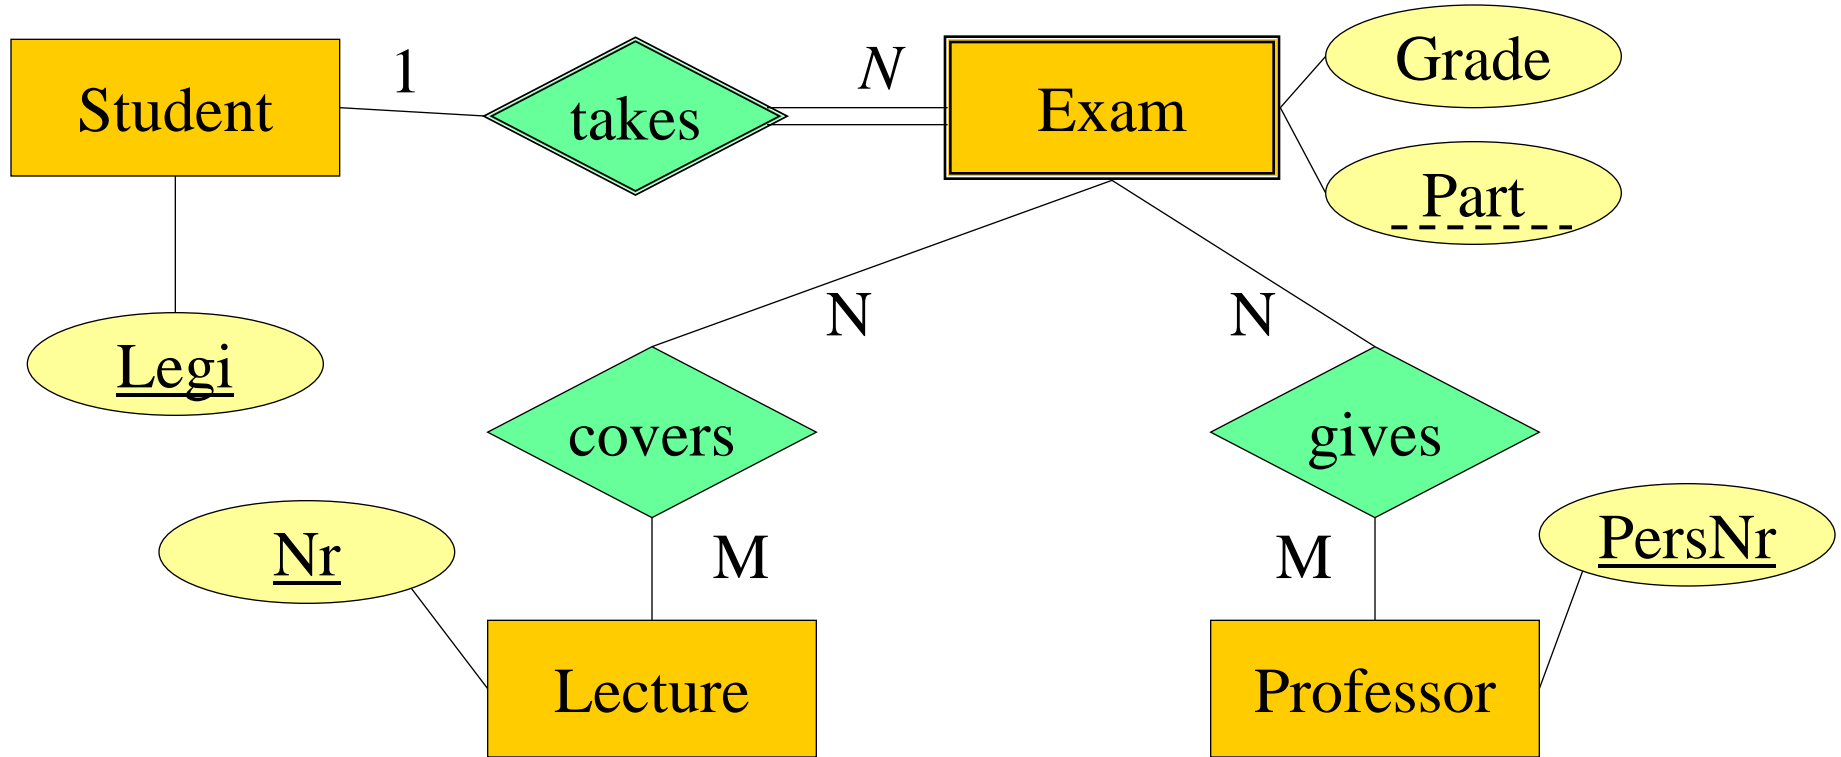 Student
1
takes
N
Exam
Grade
Part
Legi
N
N
covers
gives
Nr
M
M
PersNr
Lecture
Professor